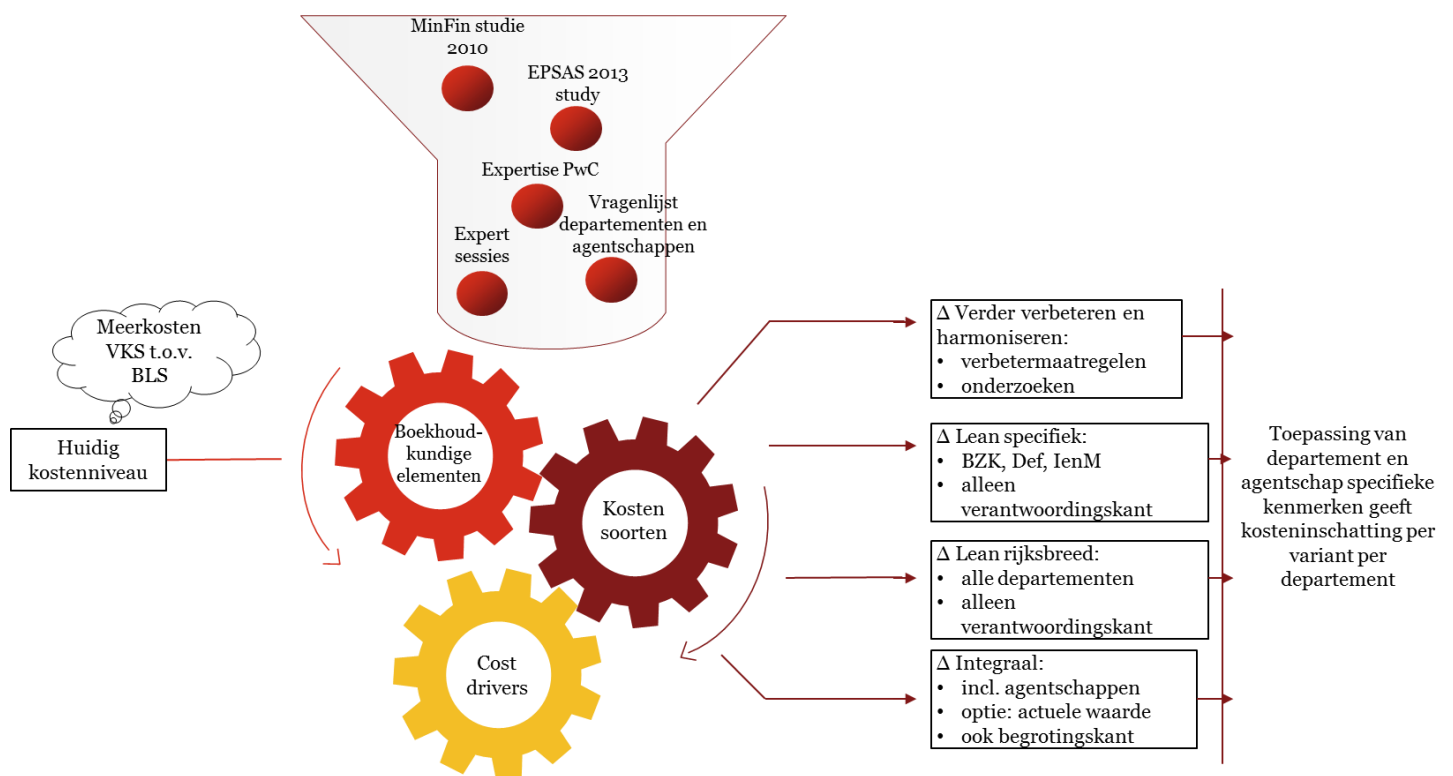 MinFin studie
2010
EPSAS 2013
study
Expertise PwC
Vragenlijst
departementen en
agentschappen
Expert
sessies
Meerkosten
VKS t.o.v.
BLS
Huidig
kostenniveau
Boekhoud-
kundige
elementen
Kosten
soorten
Cost
drivers
Δ Verder verbeteren en
harmoniseren:
• verbetermaatregelen
• onderzoeken
Δ Lean specifiek:
• BZK, Def, IenM
• alleen
verantwoordingskant
Δ Lean rijksbreed:
• alle departementen
• alleen
verantwoordingskant
Δ Integraal:
• incl. agentschappen
• optie: actuele waarde
• ook begrotingskant
Toepassing van
departement en
agentschap specifieke
kenmerken geeft
kosteninschatting per
variant per
departement